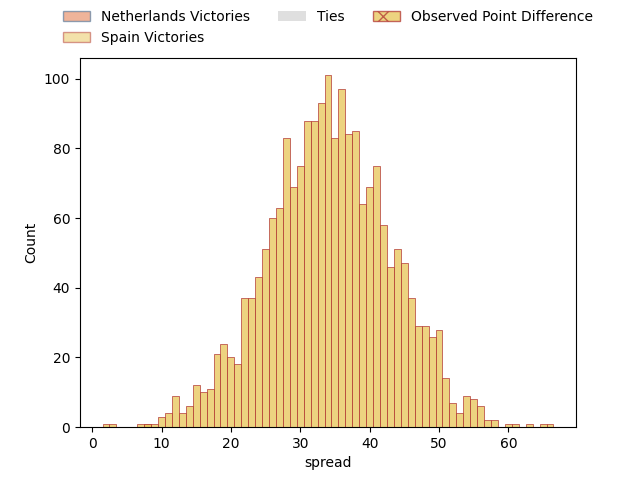 Netherlands Victories
Ties
Observed Point Difference
Spain Victories
100
80
60
40
20
0
Count
0 10 20 30 40 50 60
spread